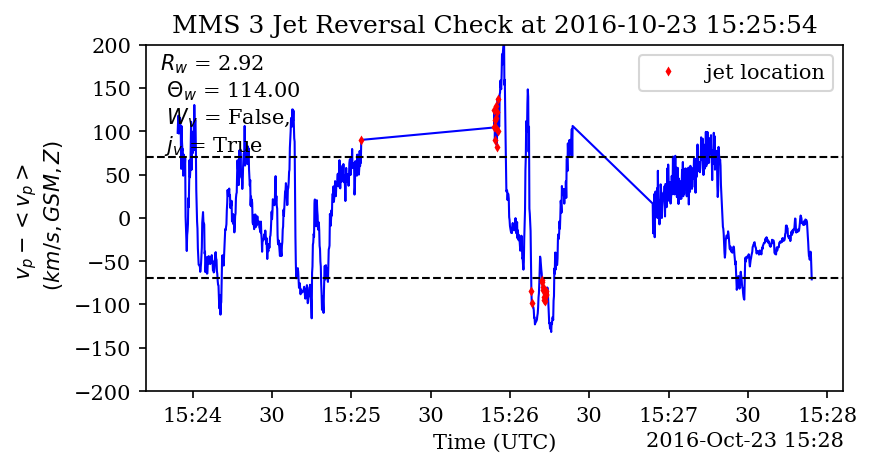 MMS 3 Jet Reversal Check at 2016-10-23 15:25:54
200
150
100
50
0
−50
−100
−150
−200
v_p − < v_p >
(km/s, GSM, Z)
R_w = 2.92
Θ_w = 114.00
W_v = False,
j_v = True
jet location
15:24
30
15:25
30
15:26
30
15:27
30
15:28
Time (UTC)
2016-Oct-23 15:28